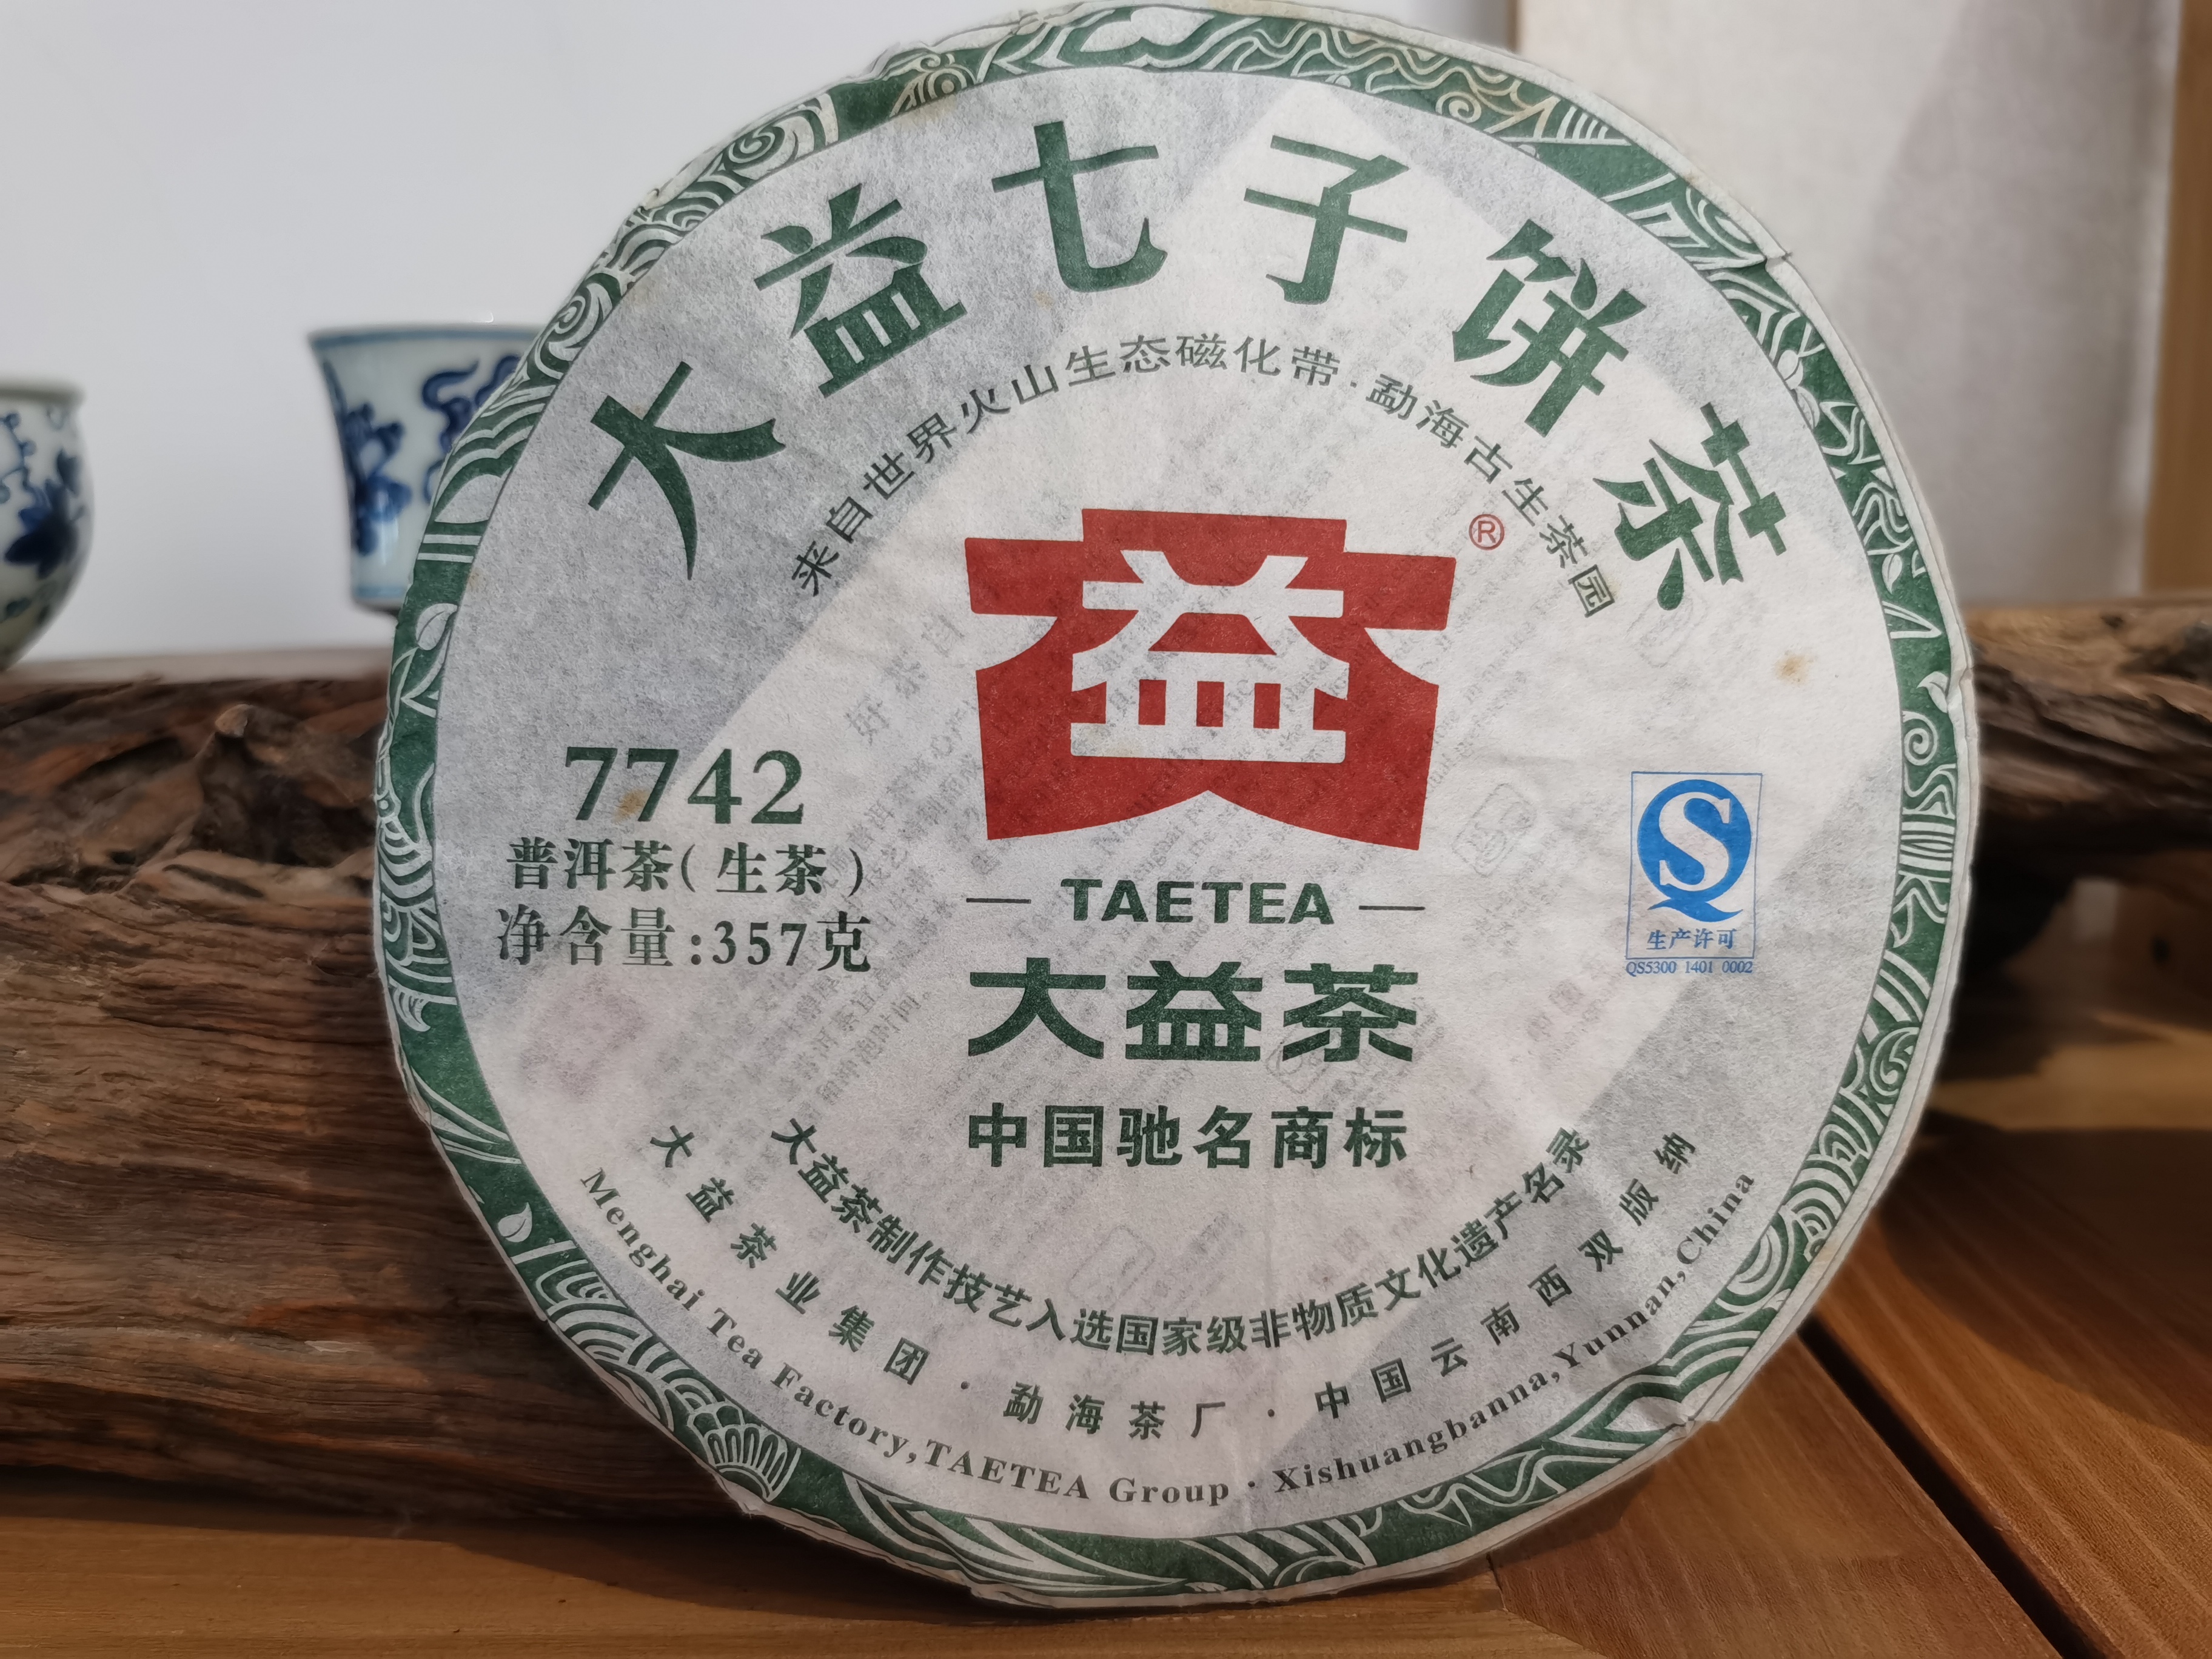 大益七子饼茶
来自世界火山生态磁化带·勐海古生茶园
®
益
7742
普洱茶(生茶)
净含量:357克
TAETEA
大益茶
中国驰名商标
S
生产许可
QS5300 1401 0002
大益茶制作技艺入选国家级非物质文化遗产名录
大益茶业集团·勐海茶厂·中国云南西双版纳
Menghai Tea Factory,TAETEA Group·Xishuangbanna,Yunnan,China